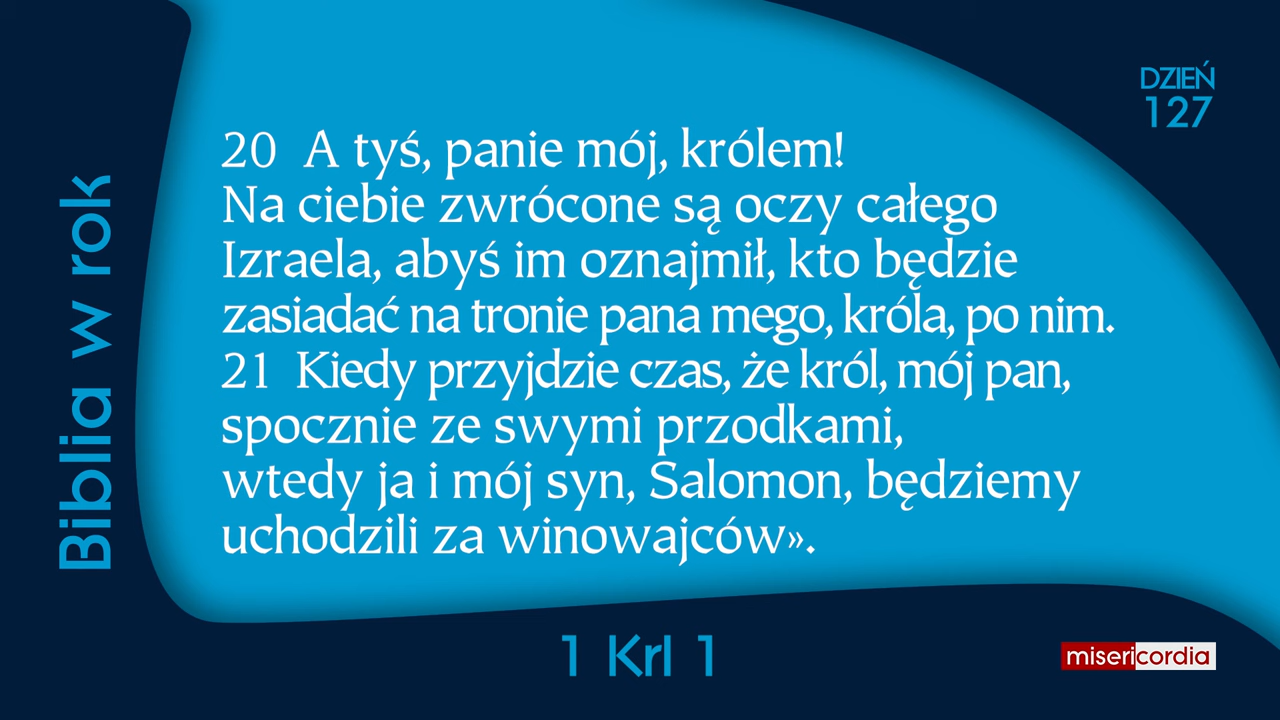 DZIEŃ
127
20 A tyś, panie mój, królem!
Na ciebie zwrócone są oczy całego
Izraela, abyś im oznajmił, kto będzie
zasiadać na tronie pana mego, króla, po nim.
21 Kiedy przyjdzie czas, że król, mój pan,
spocznie ze swymi przodkami,
wtedy ja i mój syn, Salomon, będziemy
uchodzili za winowajców».
Biblia w rok
1 Krl 1
misericordia